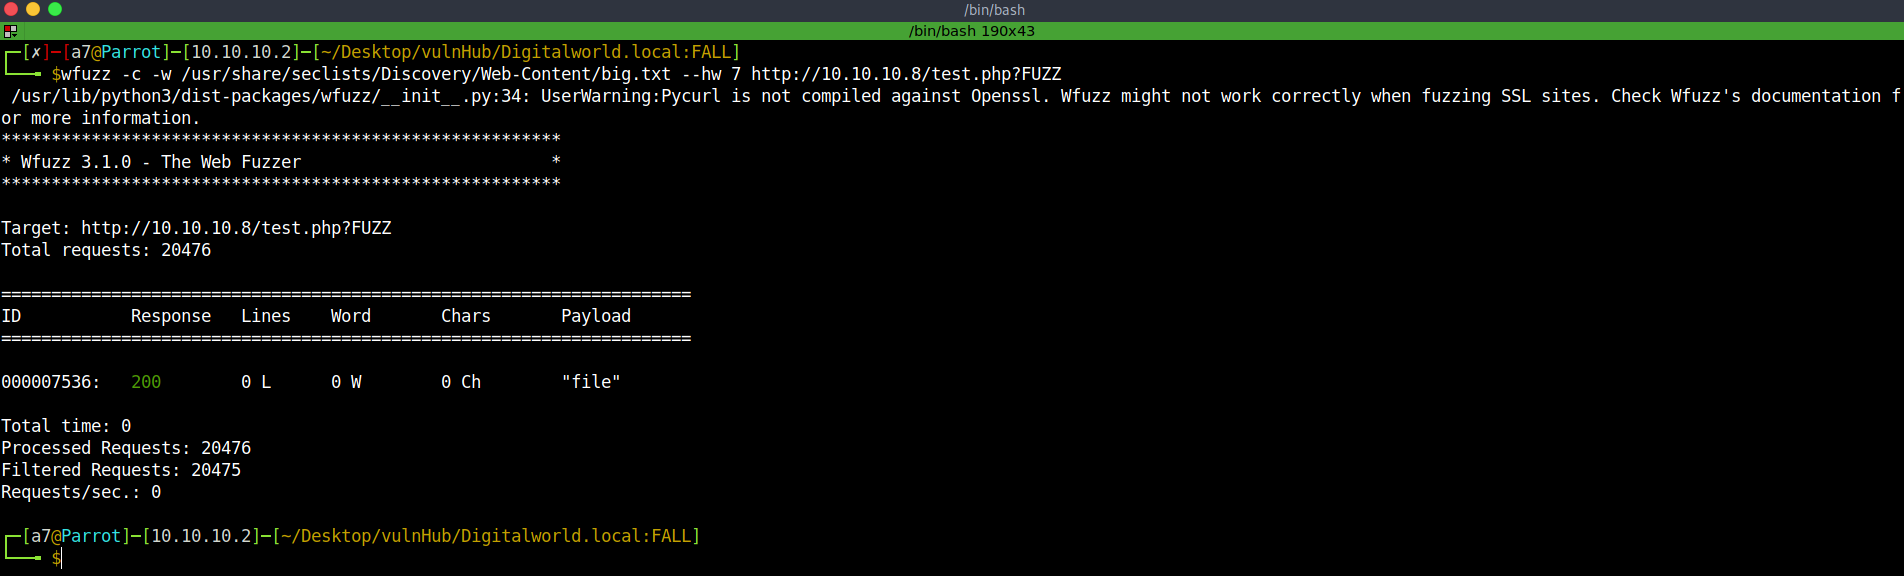 /bin/bash
/bin/bash 190x43
┌─[✗]─[a7@Parrot]─[10.10.10.2]─[~/Desktop/vulnHub/Digitalworld.local:FALL]
└──╼ $wfuzz -c -w /usr/share/seclists/Discovery/Web-Content/big.txt --hw 7 http://10.10.10.8/test.php?FUZZ
 /usr/lib/python3/dist-packages/wfuzz/__init__.py:34: UserWarning:Pycurl is not compiled against Openssl. Wfuzz might not work correctly when fuzzing SSL sites. Check Wfuzz's documentation f
or more information.
********************************************************
* Wfuzz 3.1.0 - The Web Fuzzer                         *
********************************************************

Target: http://10.10.10.8/test.php?FUZZ
Total requests: 20476

=====================================================================
ID           Response   Lines    Word       Chars       Payload
=====================================================================

000007536:   200        0 L      0 W        0 Ch        "file"

Total time: 0
Processed Requests: 20476
Filtered Requests: 20475
Requests/sec.: 0

┌─[a7@Parrot]─[10.10.10.2]─[~/Desktop/vulnHub/Digitalworld.local:FALL]
└──╼ $